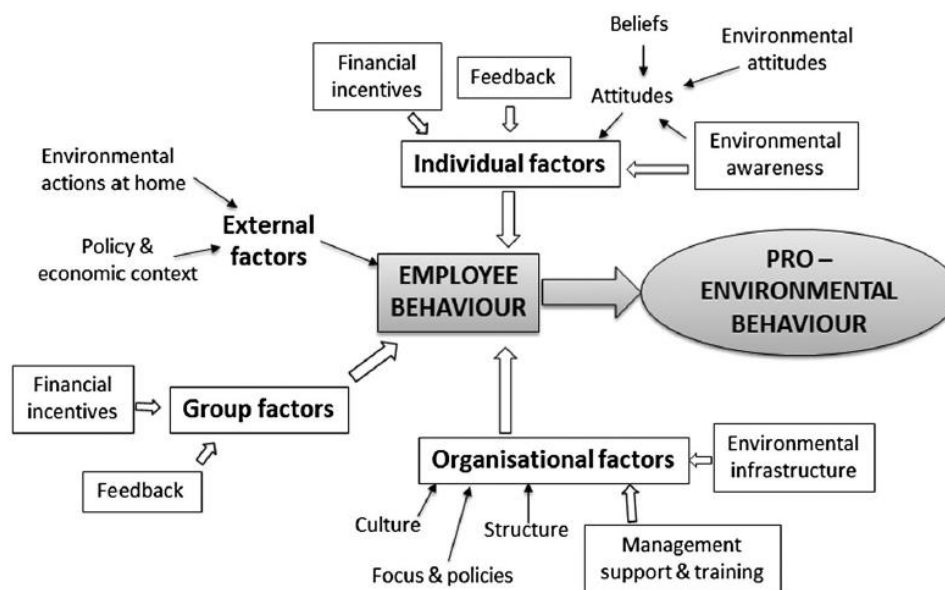 Beliefs
Environmental
attitudes
Financial
incentives
Feedback
Attitudes
Environmental
awareness
Individual factors
Environmental
actions at home
External
factors
Policy &
economic context
EMPLOYEE
BEHAVIOUR
PRO –
ENVIRONMENTAL
BEHAVIOUR
Financial
incentives
Group factors
Feedback
Organisational factors
Environmental
infrastructure
Culture
Structure
Focus & policies
Management
support & training